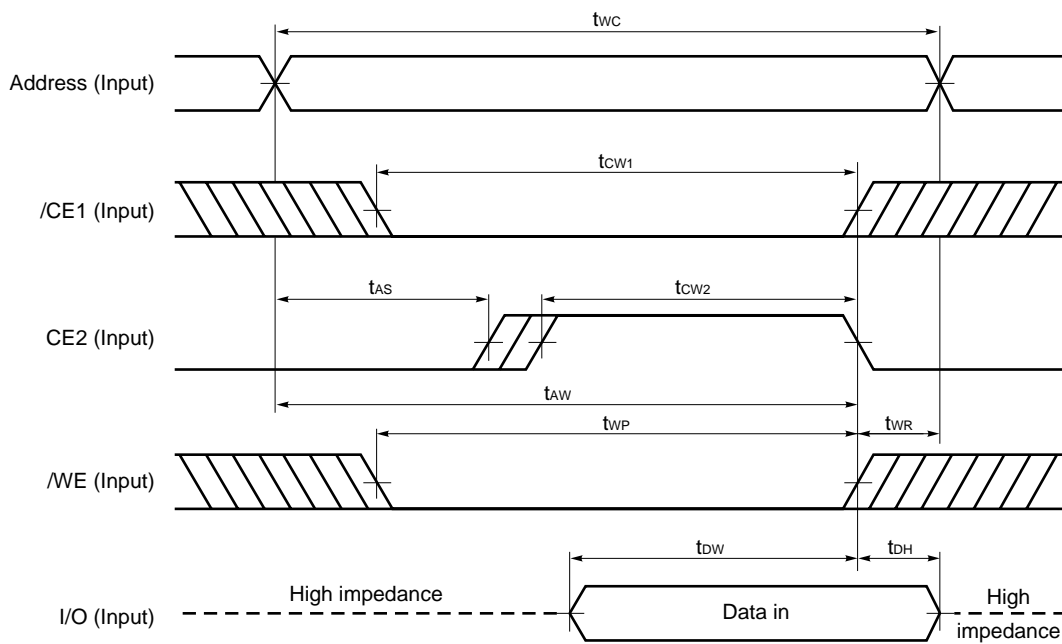 tWC
Address (Input)
tCW1
/CE1 (Input)
tAS
tCW2
CE2 (Input)
tAW
tWP
tWR
/WE (Input)
tDW
tDH
High impedance
Data in
High
impedance
I/O (Input)